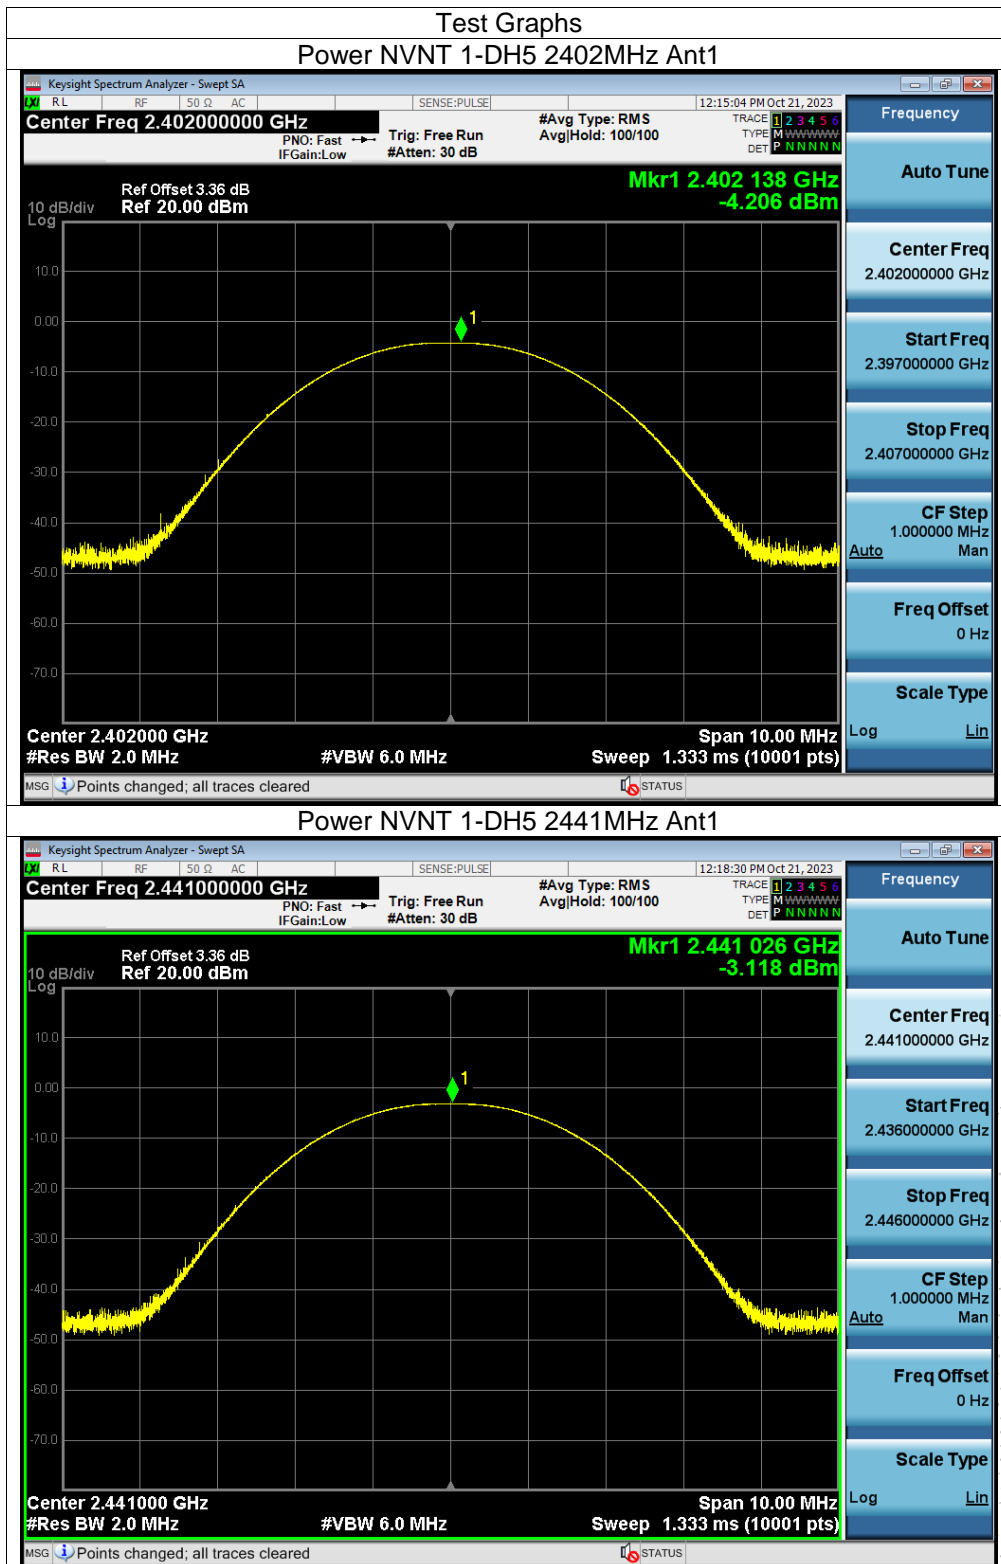 Test Graphs
Power NVNT 1-DH5 2402MHz Ant1
Keysight Spectrum Analyzer - Swept SA
LXI RL RF 50 Ω AC SENSE:PULSE 12:15:04 PM Oct 21, 2023
Center Freq 2.402000000 GHz #Avg Type: RMS TRACE 1 2 3 4 5 6
PNO: Fast Trig: Free Run Avg|Hold: 100/100 TYPE M WWWWW
IFGain:Low #Atten: 30 dB DET P N N N N N
Frequency
Ref Offset 3.36 dB Mkr1 2.402 138 GHz
10 dB/div Ref 20.00 dBm -4.206 dBm
Log
10.0
0.00
-10.0
-20.0
-30.0
-40.0
-50.0
-60.0
-70.0
1
Auto Tune
Center Freq
2.402000000 GHz
Start Freq
2.397000000 GHz
Stop Freq
2.407000000 GHz
CF Step
1.000000 MHz
Auto Man
Freq Offset
0 Hz
Scale Type
Log Lin
Center 2.402000 GHz Span 10.00 MHz
#Res BW 2.0 MHz #VBW 6.0 MHz Sweep 1.333 ms (10001 pts)
MSG Points changed; all traces cleared STATUS
Power NVNT 1-DH5 2441MHz Ant1
Keysight Spectrum Analyzer - Swept SA
LXI RL RF 50 Ω AC SENSE:PULSE 12:18:30 PM Oct 21, 2023
Center Freq 2.441000000 GHz #Avg Type: RMS TRACE 1 2 3 4 5 6
PNO: Fast Trig: Free Run Avg|Hold: 100/100 TYPE M WWWWW
IFGain:Low #Atten: 30 dB DET P N N N N N
Frequency
Ref Offset 3.36 dB Mkr1 2.441 026 GHz
10 dB/div Ref 20.00 dBm -3.118 dBm
Log
10.0
0.00
-10.0
-20.0
-30.0
-40.0
-50.0
-60.0
-70.0
1
Auto Tune
Center Freq
2.441000000 GHz
Start Freq
2.436000000 GHz
Stop Freq
2.446000000 GHz
CF Step
1.000000 MHz
Auto Man
Freq Offset
0 Hz
Scale Type
Log Lin
Center 2.441000 GHz Span 10.00 MHz
#Res BW 2.0 MHz #VBW 6.0 MHz Sweep 1.333 ms (10001 pts)
MSG Points changed; all traces cleared STATUS